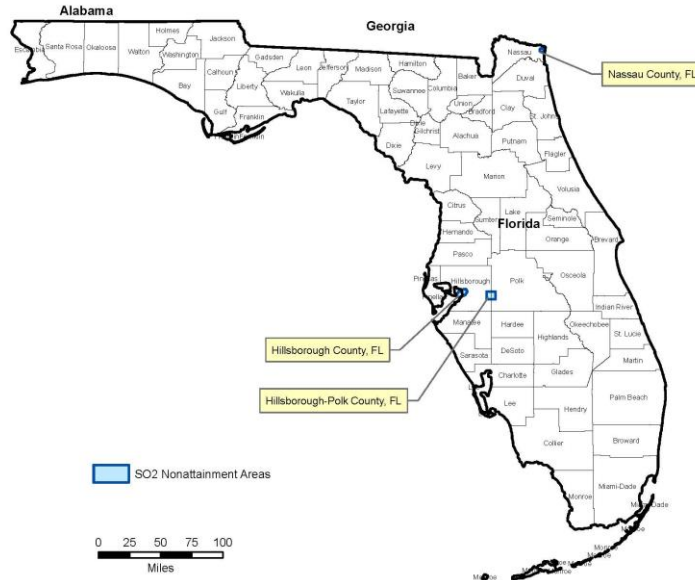 Alabama
Georgia
Holmes
Jackson
Santa Rosa
Okaloosa
Walton
Washington
Gadsden
Leon
Jefferson
Madison
Hamilton
Nassau
Nassau County, FL
Calhoun
Bay
Liberty
Wakulla
Taylor
Suwannee
Columbia
Baker
Duval
Gulf
Franklin
Lafayette
Union
Bradford
Clay
St. Johns
Dixie
Gilchrist
Alachua
Putnam
Flagler
Levy
Marion
Volusia
Citrus
Sumter
Lake
Seminole
Florida
Hernando
Orange
Brevard
Pasco
Osceola
Hillsborough
Polk
Indian River
Manatee
Hardee
Okeechobee
St. Lucie
Highlands
Hillsborough County, FL
Sarasota
DeSoto
Martin
Charlotte
Glades
Hillsborough-Polk County, FL
Lee
Hendry
Palm Beach
Collier
Broward
SO2 Nonattainment Areas
Monroe
Miami-Dade
0 25 50 100
Miles
Monroe